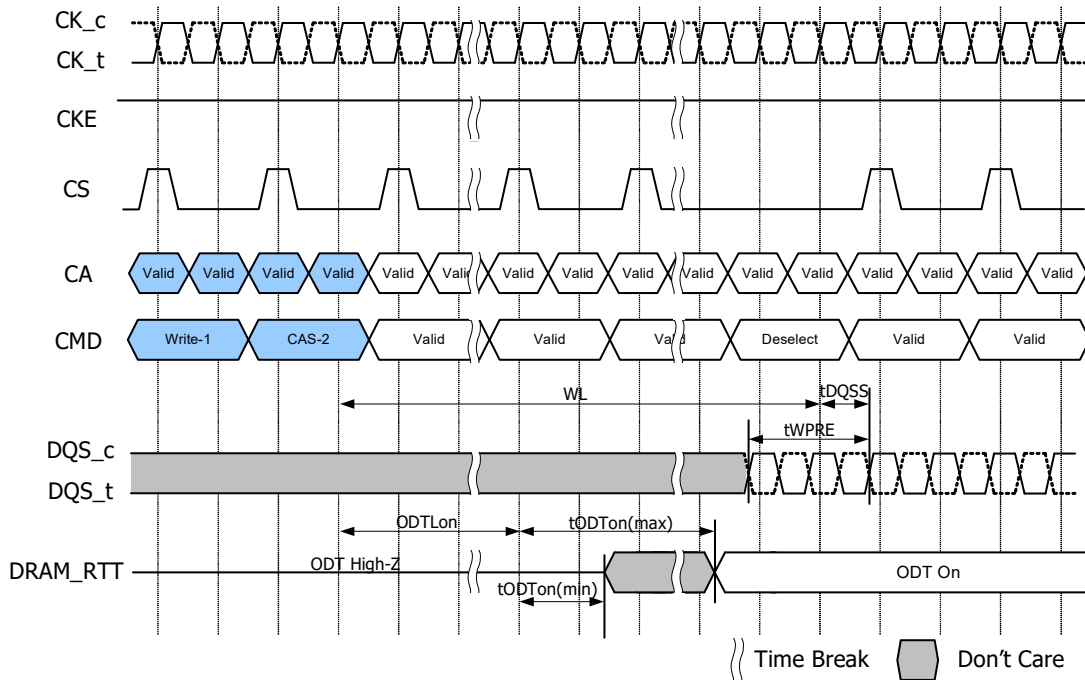 CK_c
CK_t
CKE
CS
CA Valid Valid Valid Valid Valid Valid Valid Valid Valid Valid Valid Valid Valid Valid Valid Valid
CMD Write-1 CAS-2 Valid Valid Valid Deselect Valid Valid
WL tDQSS
tWPRE
DQS_c
DQS_t
ODTLon tODTon(max)
DRAM_RTT ODT High-Z ODT On
tODTon(min)
Time Break Don't Care